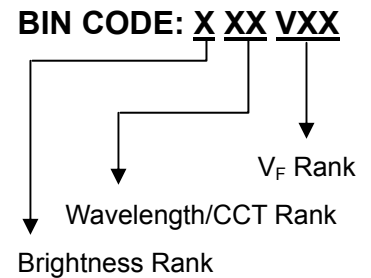 BIN CODE: X XX VXX
VF Rank
Wavelength/CCT Rank
Brightness Rank